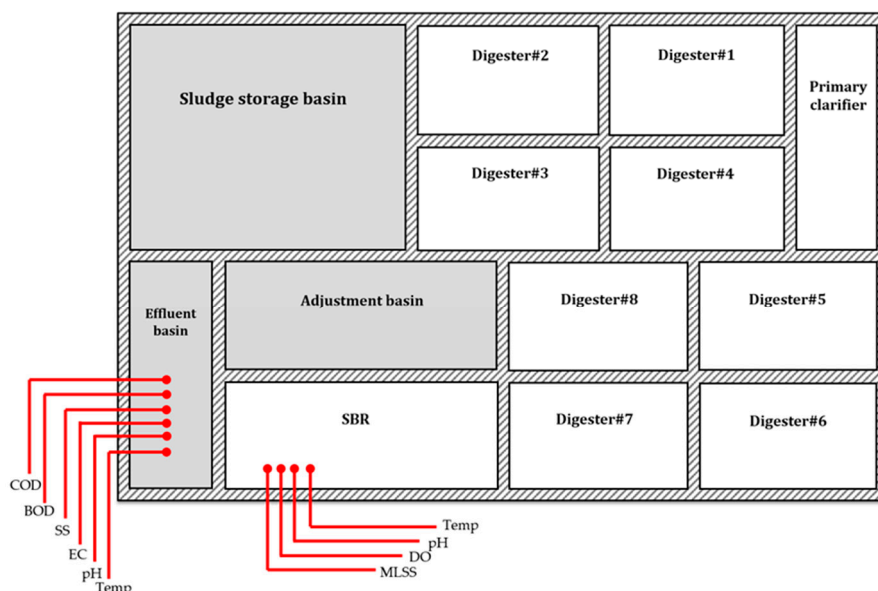 Sludge storage basin
Digester#2
Digester#1
Primary
clarifier
Digester#3
Digester#4
Effluent
basin
Adjustment basin
Digester#8
Digester#5
SBR
Digester#7
Digester#6
COD
BOD
SS
EC
pH
Temp
Temp
pH
DO
MLSS